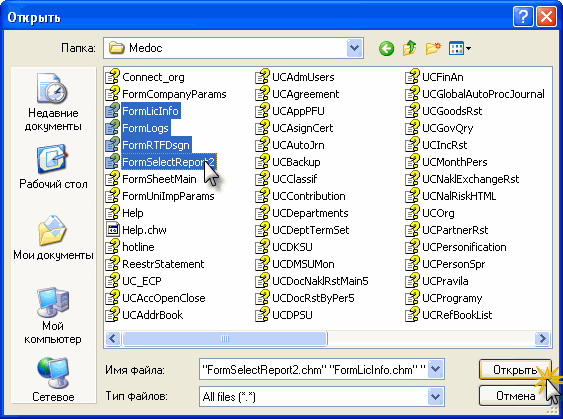 Открыть
Папка: Medoc
Недавние документы
Рабочий стол
Мои документы
Мой компьютер
Сетевое
Connect_org
FormCompanyParams
FormLicInfo
FormLogs
FormRTFDsgn
FormSelectReport2
FormSheetMain
FormUniImpParams
Help
Help.chw
hotline
ReestrStatement
UC_ECP
UCAccOpenClose
UCAddrBook
UCAdmUsers
UCAgreement
UCAppPFU
UCAsignCert
UCAutoJrn
UCBackup
UCClassif
UCContribution
UCDepartments
UCDeptTermSet
UCDKSU
UCDMSUMon
UCDocNaklRstMain5
UCDocRstByPer5
UCDPSU
UCFinAn
UCGlobalAutoProcJournal
UCGoodsRst
UCGovQry
UCIncRst
UCMonthPers
UCNaklExchangeRst
UCNalRiskHTML
UCOrg
UCPartnerRst
UCPersonification
UCPersonSpr
UCPravila
UCProgramy
UCRefBookList
Имя файла: "FormSelectReport2.chm" "FormLicInfo.chm" "
Открыть
Тип файлов: All files (*.*)
Отмена